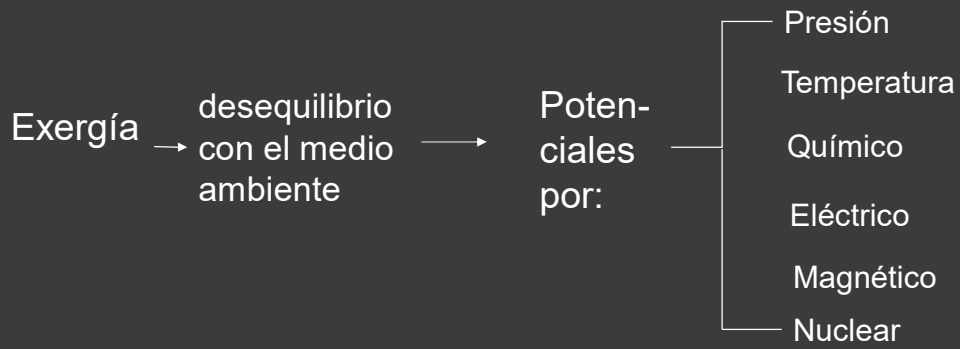 Exergía
desequilibrio
con el medio
ambiente
Poten-
ciales
por:
Presión
Temperatura
Químico
Eléctrico
Magnético
Nuclear